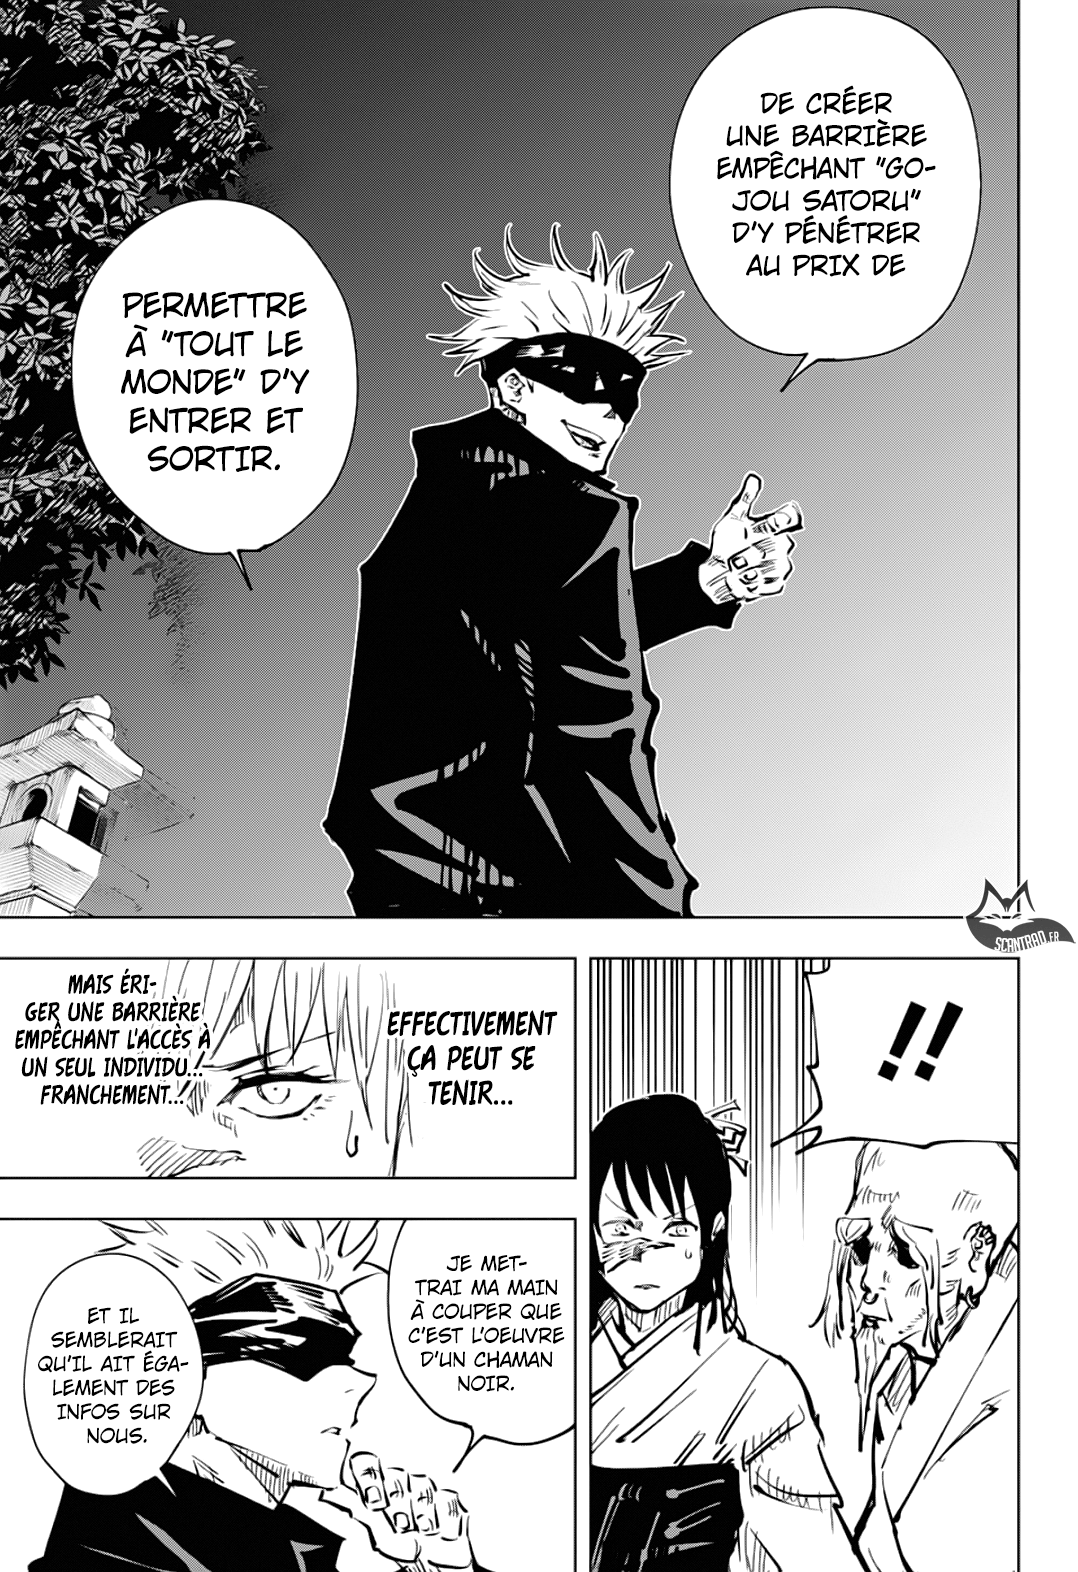 DE CRÉER
UNE BARRIÈRE
EMPÊCHANT "GO-
JOU SATORU"
D'Y PÉNÉTRER
AU PRIX DE
PERMETTRE
À "TOUT LE
MONDE" D'Y
ENTRER ET
SORTIR.
SCANTRAD.FR
!!
EFFECTIVEMENT
ÇA PEUT SE
TENIR...
MAIS ÉRI-
GER UNE BARRIÈRE
EMPÊCHANT L'ACCÈS À
UN SEUL INDIVIDU...
FRANCHEMENT...
JE MET-
TRAI MA MAIN
À COUPER QUE
C'EST L'OEUVRE
D'UN CHAMAN
NOIR.
ET IL
SEMBLERAIT
QU'IL AIT ÉGA-
LEMENT DES
INFOS SUR
NOUS.